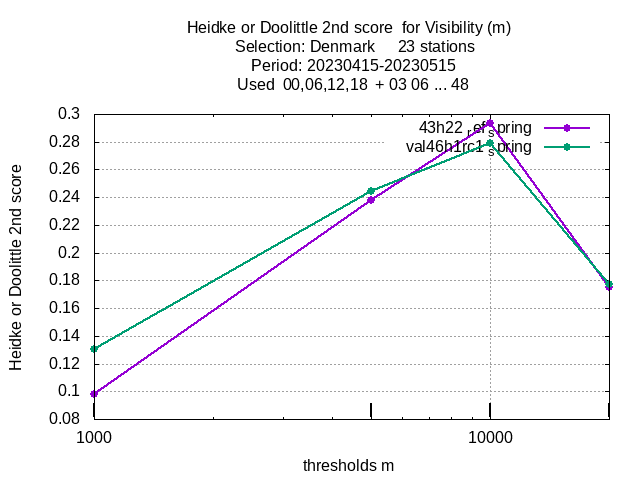 Heidke or Doolittle 2nd score  for Visibility (m)
Selection: Denmark     23 stations
Period: 20230415-20230515
Used  00,06,12,18  + 03 06 ... 48
43h22_ref_spring
val46h1rc1_spring
Heidke or Doolittle 2nd score
0.3
0.28
0.26
0.24
0.22
0.2
0.18
0.16
0.14
0.12
0.1
0.08
1000
10000
thresholds m